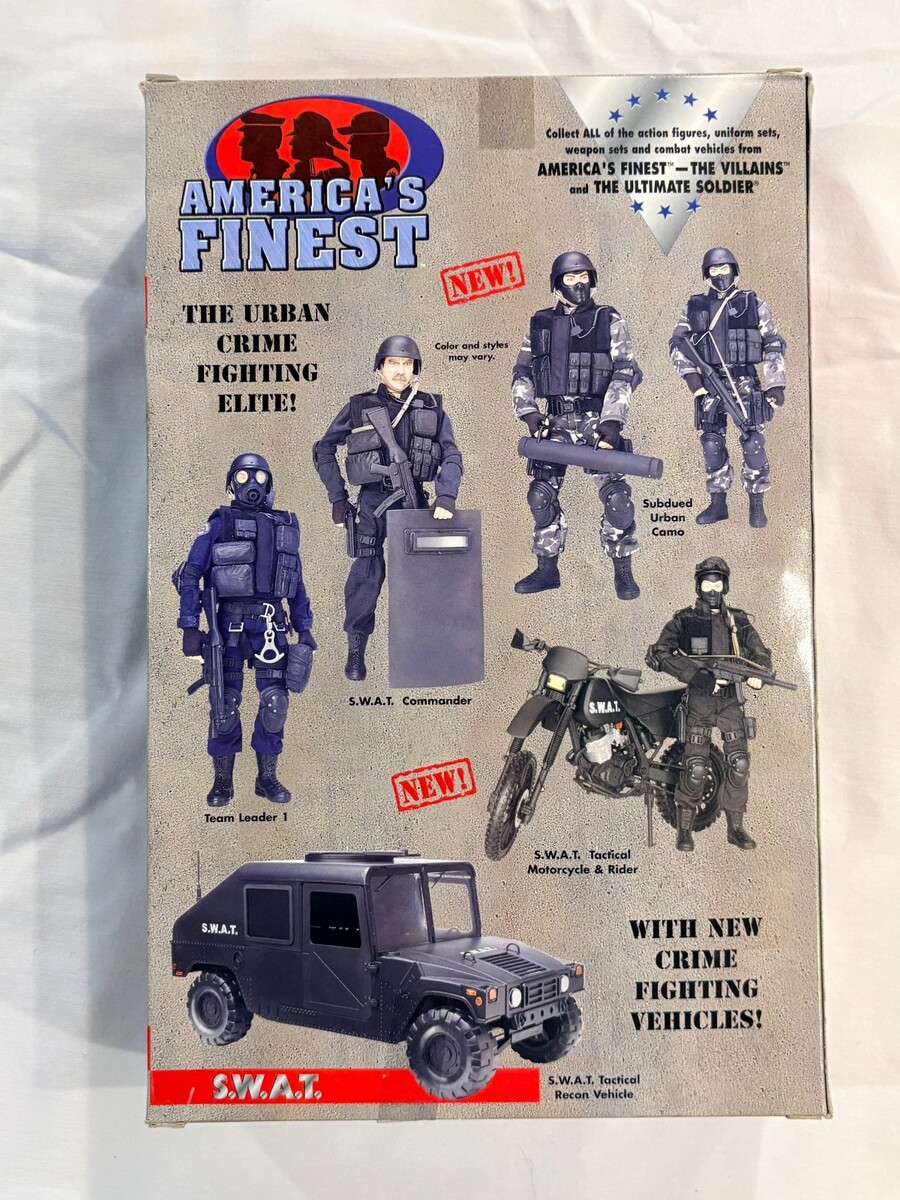 AMERICA'S
FINEST
Collect ALL of the action figures, uniform sets,
weapon sets and combat vehicles from
AMERICA'S FINEST™—THE VILLAINS™
and THE ULTIMATE SOLDIER®
NEW!
THE URBAN
CRIME
FIGHTING
ELITE!
Color and styles
may vary.
Subdued
Urban
Camo
S.W.A.T. Commander
S.W.A.T.
Team Leader 1
NEW!
S.W.A.T. Tactical
Motorcycle & Rider
S.W.A.T.
S.W.A.T.
WITH NEW
CRIME
FIGHTING
VEHICLES!
S.W.A.T.
S.W.A.T. Tactical
Recon Vehicle